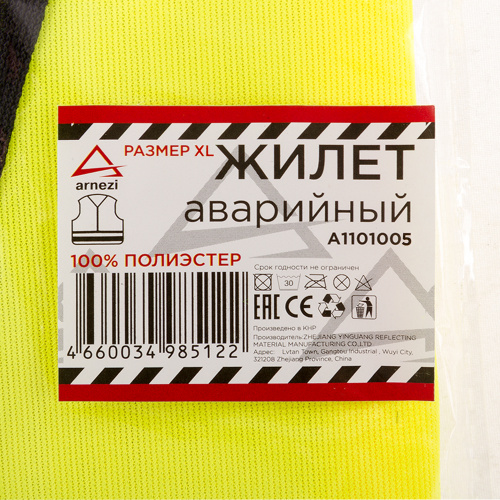 РАЗМЕР XL
ЖИЛЕТ
arnezi
аварийный
A1101005
100% ПОЛИЭСТЕР
Срок годности не ограничен
30
EAC CE
Произведено в КНР
Производитель ZHEJIANG YINGUANG REFLECTING
MATERIAL MANUFACTURING CO.,LTD
Адрес: Lvtan Town, Gangtou Industrial , Wuyi City,
321208 Zhejiang Province, China
4 660034 985122